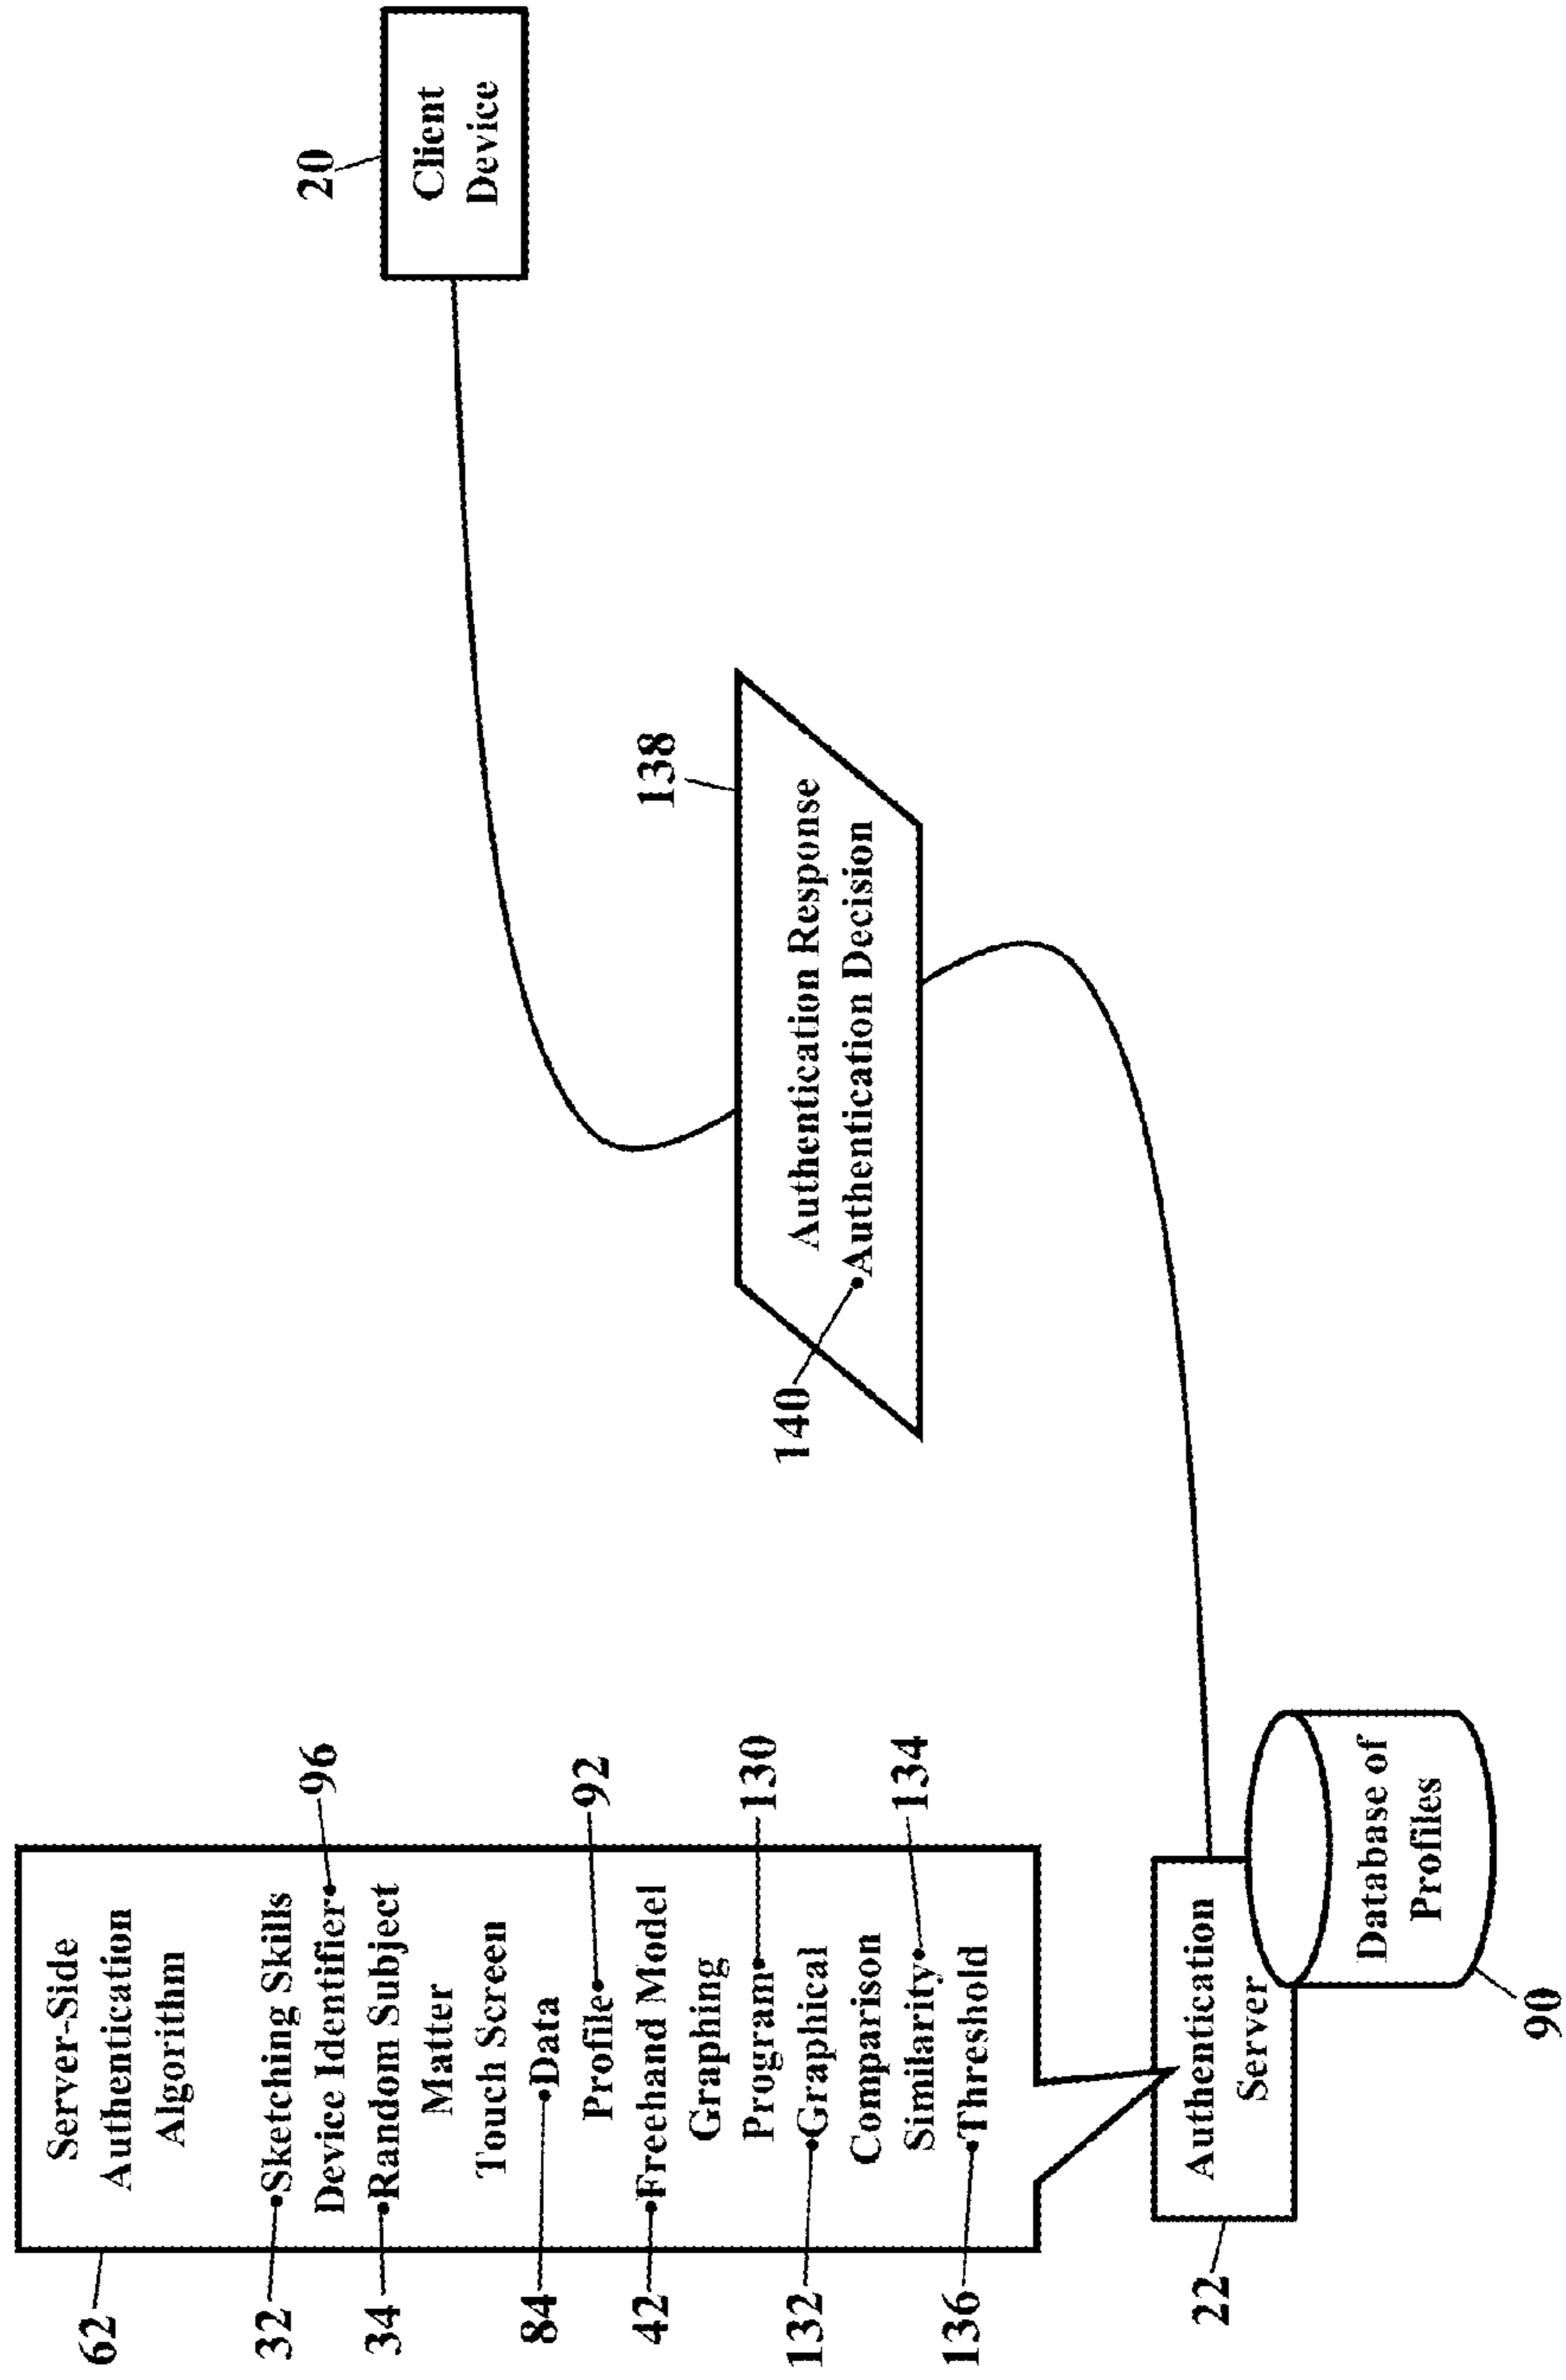 62
Server-Side
Authentication
Algorithm
32
Sketching Skills
Device Identifier
96
34
Random Subject
Matter
Touch Screen
84
Data
Profile
92
42
Freehand Model
Graphing
Program
130
132
Graphical
Comparison
Similarity
134
136
Threshold
22
Authentication
Server
Database of
Profiles
90
138
Authentication Response
140
Authentication Decision
20
Client
Device